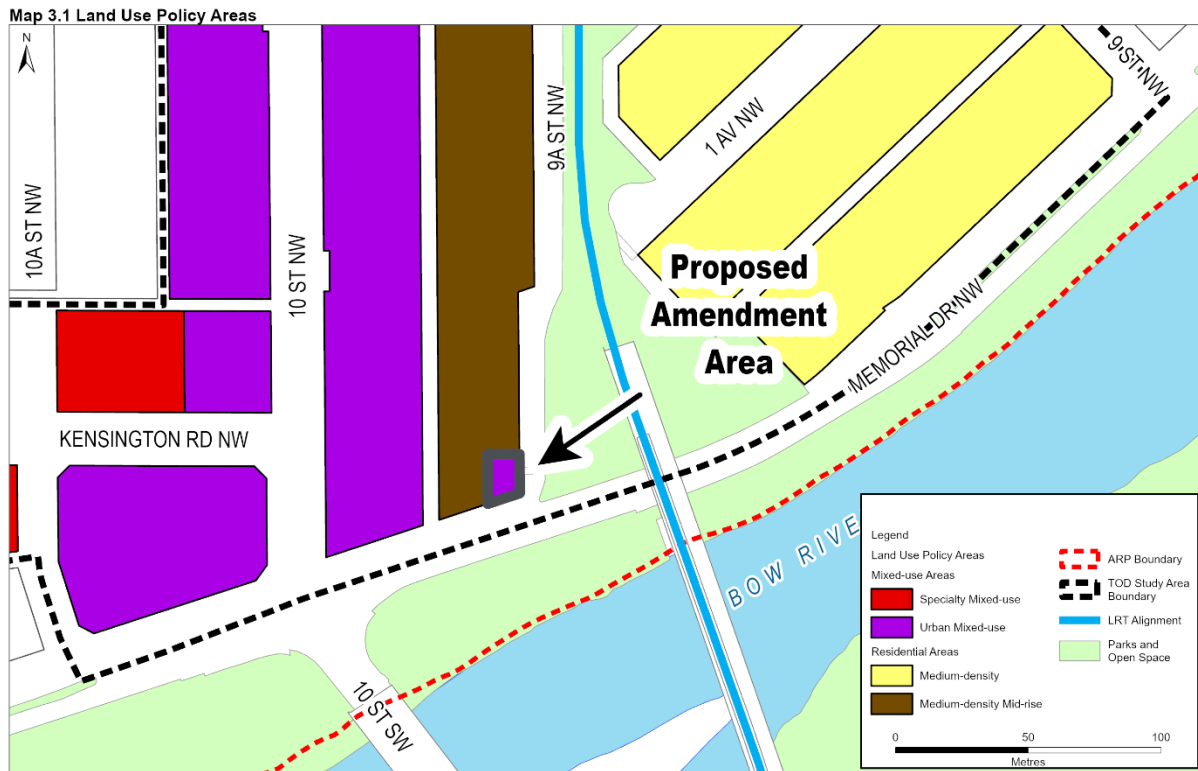 Map 3.1 Land Use Policy Areas
N
10A ST NW
10 ST NW
9A ST NW
1 AV NW
9 ST NW
Proposed
Amendment
Area
MEMORIAL DR NW
KENSINGTON RD NW
BOW RIVE
10 ST SW
Legend
Land Use Policy Areas
Mixed-use Areas
Specialty Mixed-use
Urban Mixed-use
Residential Areas
Medium-density
Medium-density Mid-rise
ARP Boundary
TOD Study Area
Boundary
LRT Alignment
Parks and
Open Space
0 50 100
Metres